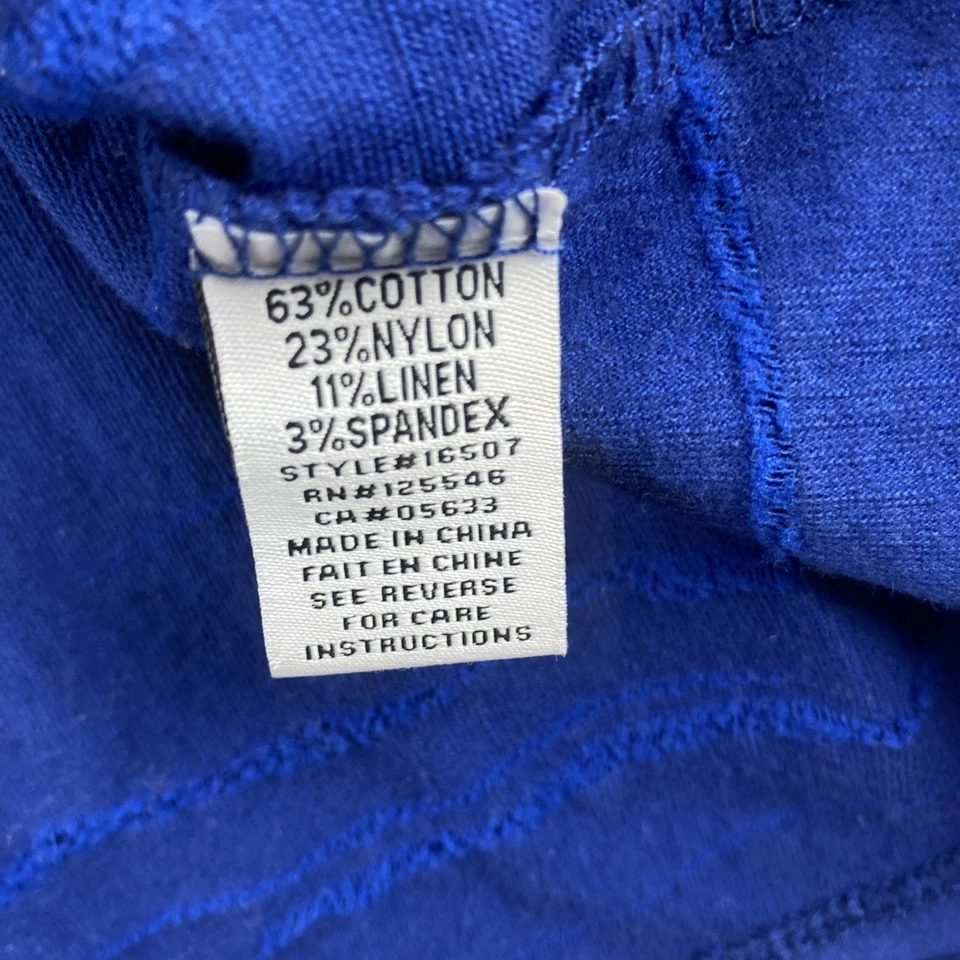 63%COTTON
23%NYLON
11%LINEN
3%SPANDEX
STYLE#16507
RN#125546
CA#05633
MADE IN CHINA
FAIT EN CHINE
SEE REVERSE
FOR CARE
INSTRUCTIONS